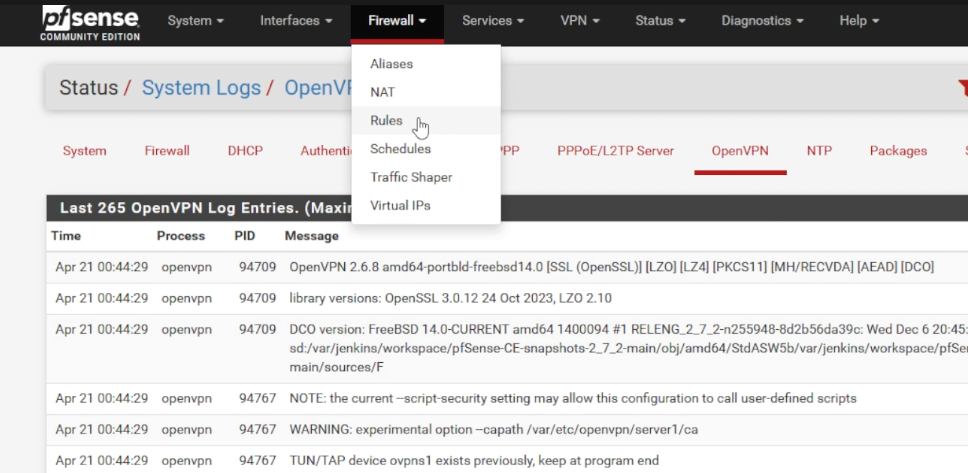 pfsense
COMMUNITY EDITION
System Interfaces Firewall Services VPN Status Diagnostics Help
Aliases
NAT
Rules
Schedules
Traffic Shaper
Virtual IPs
Status / System Logs / OpenVP
System Firewall DHCP Authenti PPP PPPoE/L2TP Server OpenVPN NTP Packages S
Last 265 OpenVPN Log Entries. (Maxin
Time Process PID Message
Apr 21 00:44:29 openvpn 94709 OpenVPN 2.6.8 amd64-portbld-freebsd14.0 [SSL (OpenSSL)] [LZO] [LZ4] [PKCS11] [MH/RECVDA] [AEAD] [DCO]
Apr 21 00:44:29 openvpn 94709 library versions: OpenSSL 3.0.12 24 Oct 2023, LZO 2.10
Apr 21 00:44:29 openvpn 94709 DCO version: FreeBSD 14.0-CURRENT amd64 1400094 #1 RELENG_2_7_2-n255948-8d2b56da39c: Wed Dec 6 20:45:
sd:/var/jenkins/workspace/pfSense-CE-snapshots-2_7_2-main/obj/amd64/StdASW5b/var/jenkins/workspace/pfSe
main/sources/F
Apr 21 00:44:29 openvpn 94767 NOTE: the current --script-security setting may allow this configuration to call user-defined scripts
Apr 21 00:44:29 openvpn 94767 WARNING: experimental option --capath /var/etc/openvpn/server1/ca
Apr 21 00:44:29 openvpn 94767 TUN/TAP device ovpns1 exists previously, keep at program end